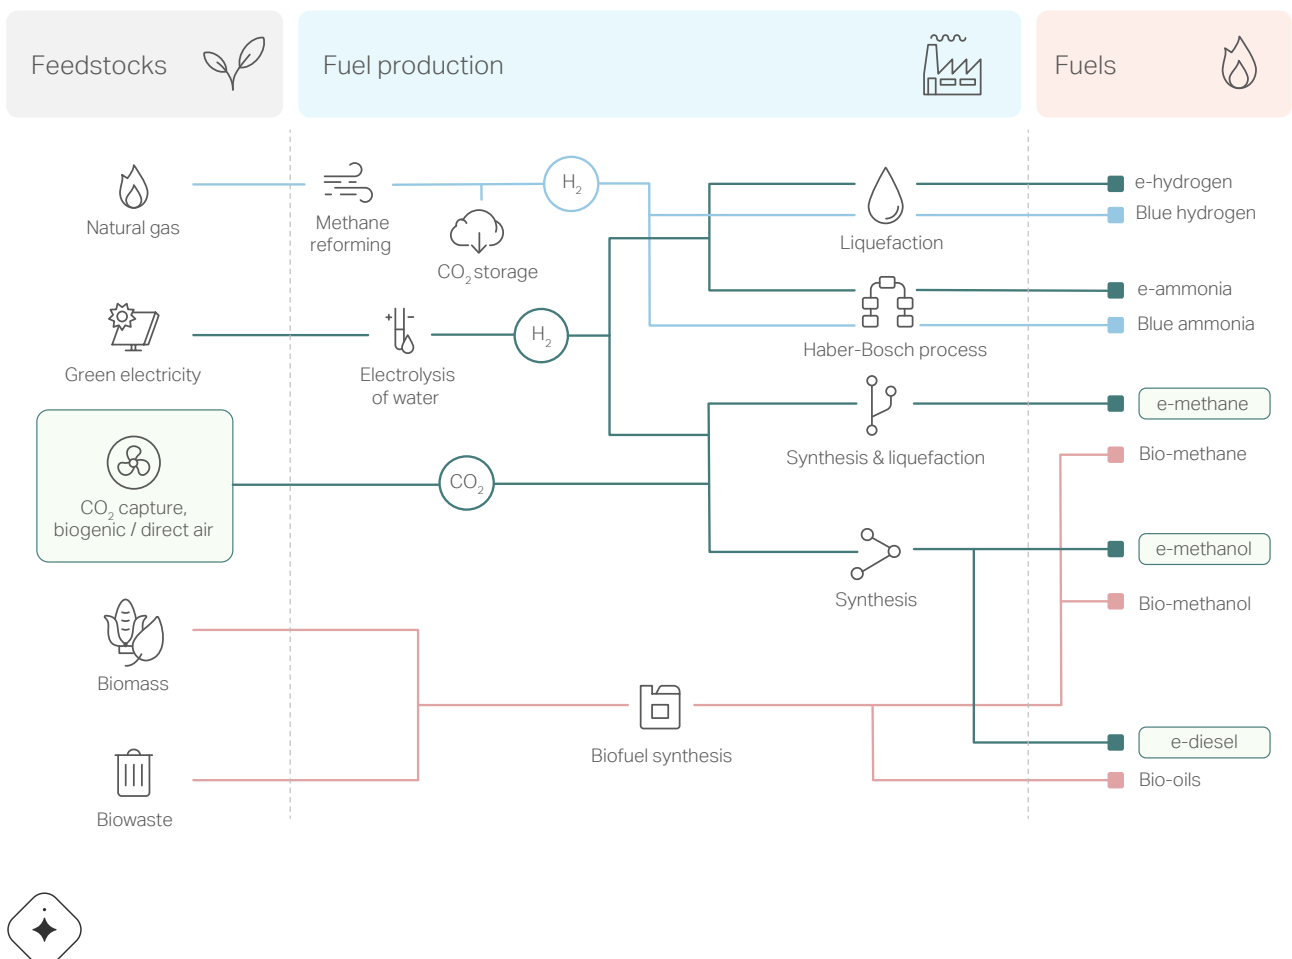 Feedstocks
Fuel production
Fuels
Natural gas
Methane
reforming
H₂
CO₂ storage
Liquefaction
e-hydrogen
Blue hydrogen
Green electricity
Electrolysis
of water
H₂
Haber-Bosch process
e-ammonia
Blue ammonia
CO₂ capture,
biogenic / direct air
CO₂
Synthesis & liquefaction
e-methane
Bio-methane
Synthesis
e-methanol
Bio-methanol
Biomass
Biowaste
Biofuel synthesis
e-diesel
Bio-oils